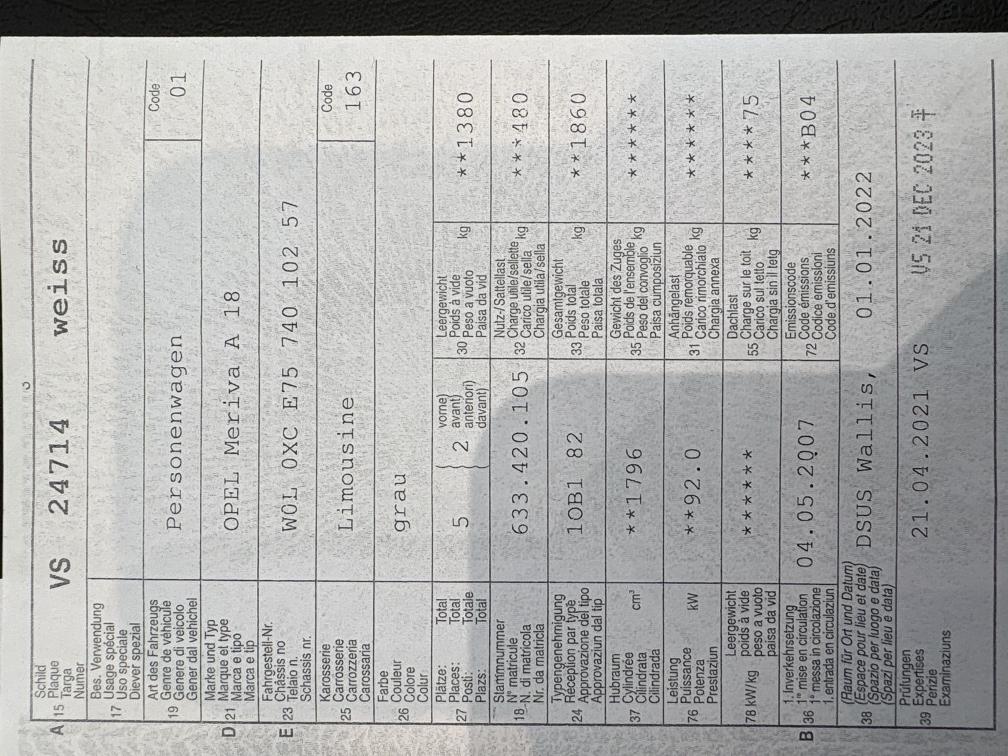 A 15 Schild
Plaque
Targa
Numer
VS 24714 weiss
17 Bes. Verwendung
Usage spécial
Uso speciale
Diever spezial
19 Art des Fahrzeugs
Genre de véhicule
Genere di veicolo
Gener dal vehichel
Personenwagen
Code
01
D 21 Marke und Typ
Marque et type
Marca e tipo
Marca e tip
OPEL Meriva A 18
E 23 Fahrgestell-Nr.
Châssis no
Telaio n.
Schassis nr.
WOL OXC E75 740 102 57
25 Karosserie
Carrosserie
Carrozzeria
Carossaria
Limousine
Code
163
26 Farbe
Couleur
Colore
Colur
grau
27 Plätze: Total
Places: Total
Posti: Totale
Plazs: Total
5 { 2 vorne)
avant)
anteriori)
davant)
30 Leergewicht
Poids à vide
Peso a vuoto
Paisa da vid
kg
**1380
18 Stammnummer
N° matricule
N. di matricola
Nr. da matricla
633.420.105
32 Nutz-/Sattellast
Charge utile/sellette
Carico utile/sella
Chargia utila/sella
kg
***480
24 Typengenehmigung
Réception par type
Approvazione del tipo
Approvaziun dal tip
1OB1 82
33 Gesamtgewicht
Poids total
Peso totale
Paisa totala
kg
**1860
37 Hubraum
Cylindrée
Cilindrata
Cilindrada
cm³
**1796
35 Gewicht des Zuges
Poids de l'ensemble
Peso del convoglio
Paisa cumposiziun
kg
******
76 Leistung
Puissance
Potenza
Prestaziun
kW
**92.0
31 Anhängelast
Poids remorquable
Carico rimorchiato
Chargia annexa
kg
******
78 kW/kg Leergewicht
poids à vide
peso a vuoto
paisa da vid
******
55 Dachlast
Charge sur le toit
Carico sul tetto
Chargia sin il tetg
kg
****75
B 36 1. Inverkehrsetzung
1re mise en circulation
1a messa in circolazione
1. entrada en circulaziun
04.05.2007
72 Emissionscode
Code émissions
Codice emissioni
Code d'emissiuns
***B04
38 (Raum für Ort und Datum)
(Espace pour lieu et date)
(Spazio per luogo e data)
(Spazi per lieu e data)
DSUS Wallis, 01.01.2022
39 Prüfungen
Expertises
Perizie
Examinaziuns
21.04.2021 VS VS 21 DEC 2023